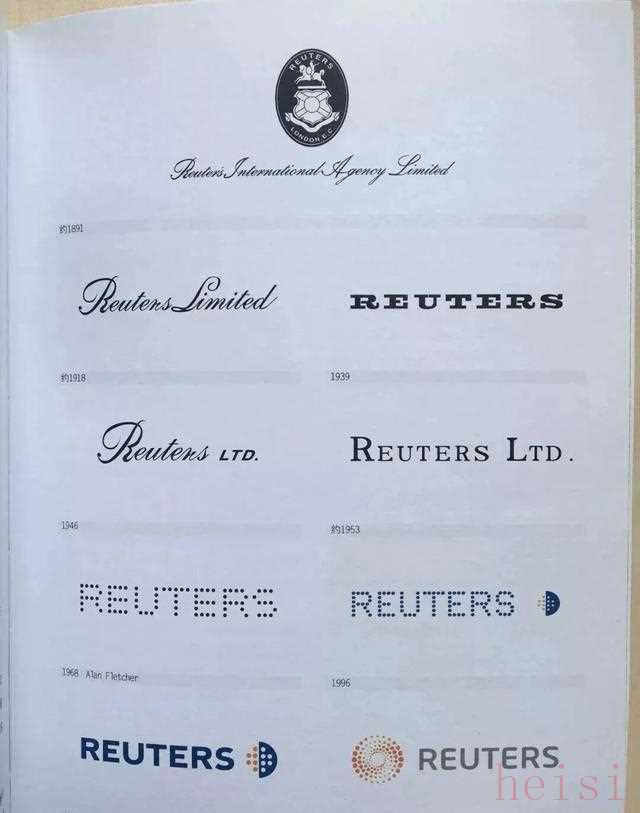 REUTERS
LONDON.E.C.
Reuter's International Agency Limited
约1891
Reuters Limited
REUTERS
约1918
1939
Reuters LTD.
REUTERS LTD.
1946
约1953
REUTERS
REUTERS
1968 Alan Fletcher
1996
REUTERS
REUTERS
heisi